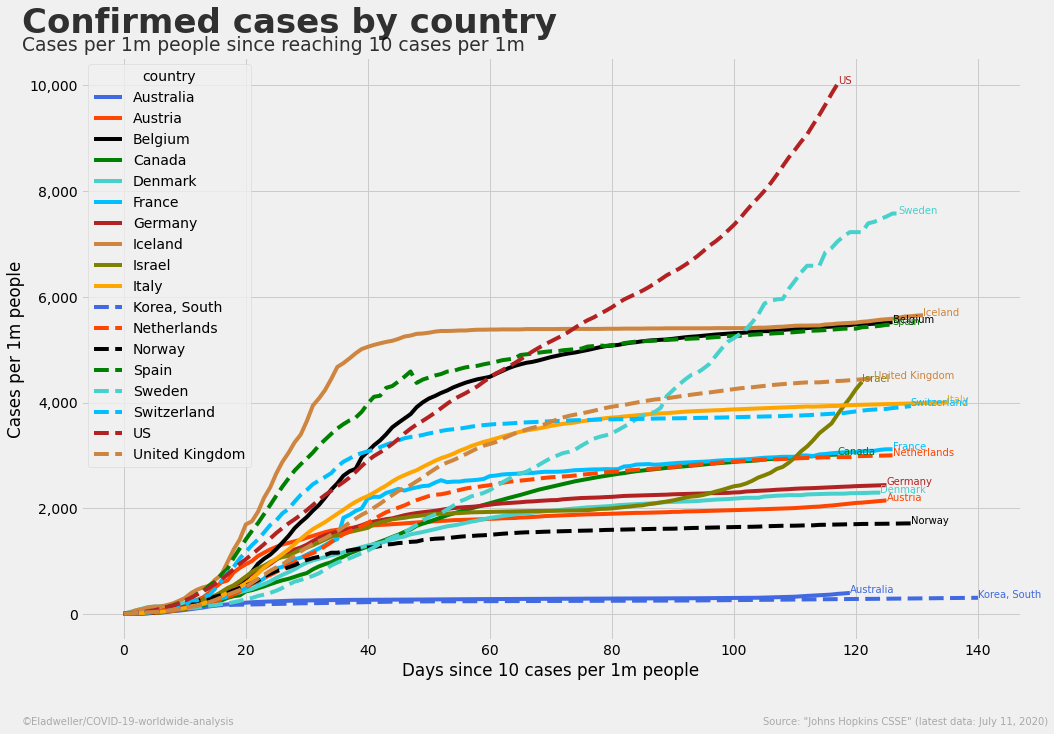 Confirmed cases by country
Cases per 1m people since reaching 10 cases per 1m
country
Australia
Austria
Belgium
Canada
Denmark
France
Germany
Iceland
Israel
Italy
Korea, South
Netherlands
Norway
Spain
Sweden
Switzerland
US
United Kingdom
10,000
8,000
6,000
4,000
2,000
0
Cases per 1m people
US
Sweden
Iceland
Belgium
Spain
United Kingdom
Israel
Italy
Switzerland
France
Canada
Netherlands
Germany
Denmark
Austria
Norway
Australia
Korea, South
0 20 40 60 80 100 120 140
Days since 10 cases per 1m people
©Eladweller/COVID-19-worldwide-analysis
Source: "Johns Hopkins CSSE" (latest data: July 11, 2020)